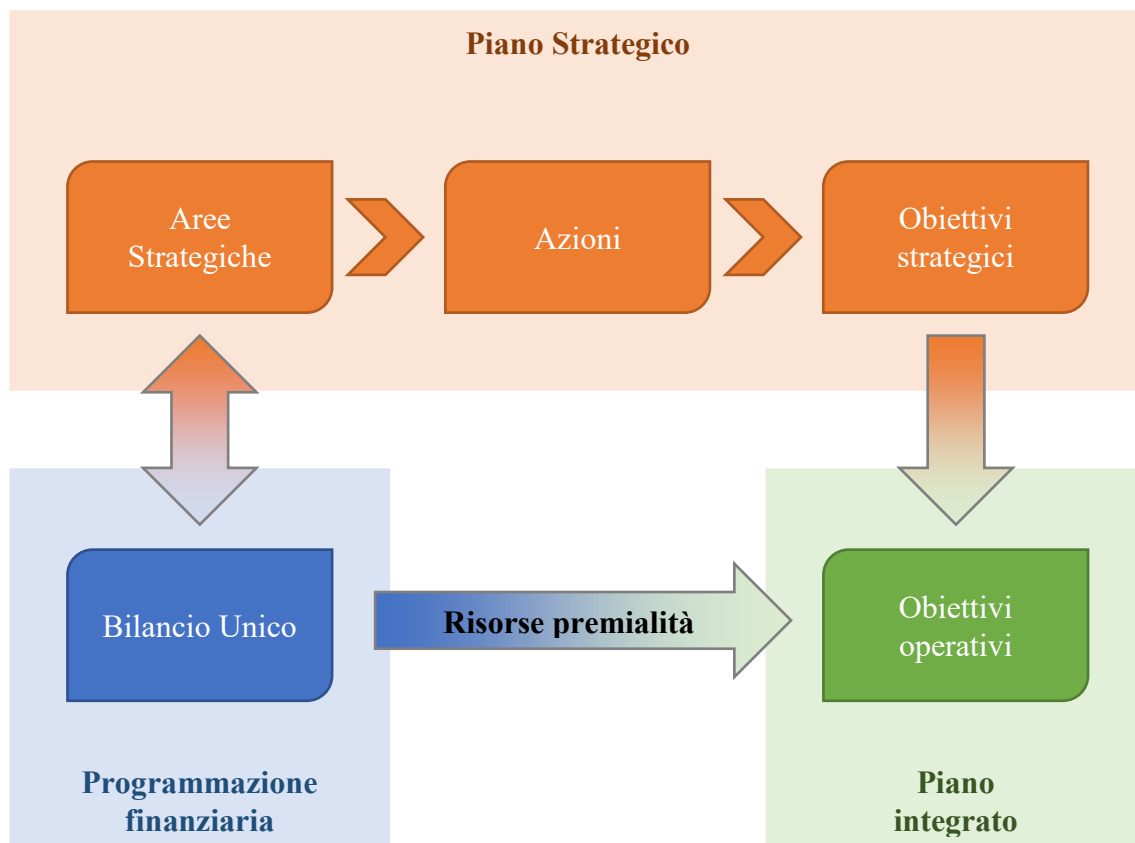 Piano Strategico
Aree
Strategiche
Azioni
Obiettivi
strategici
Bilancio Unico
Risorse premialità
Obiettivi
operativi
Programmazione
finanziaria
Piano
integrato